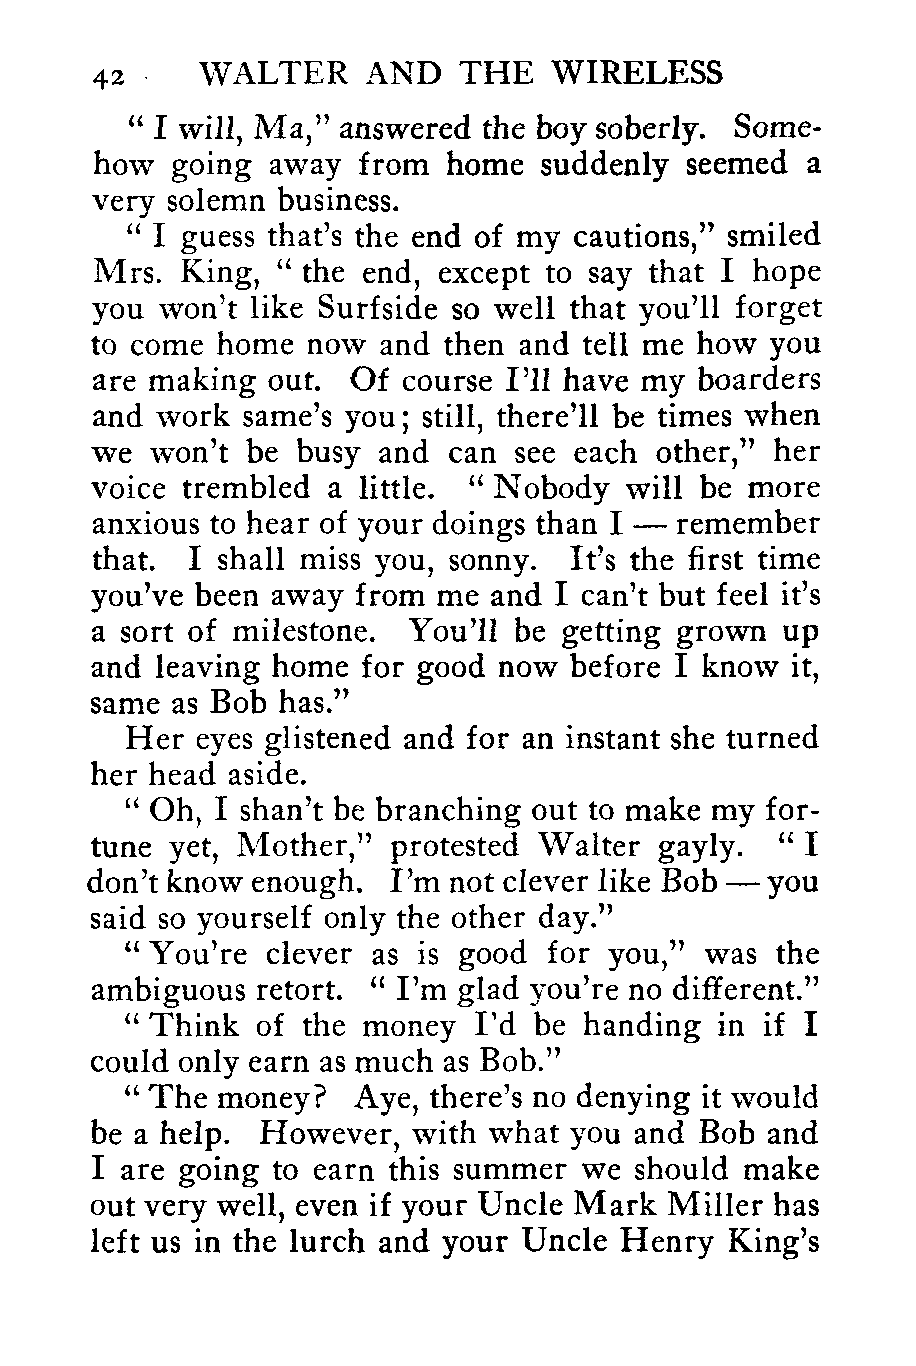 42 WALTER AND THE WIRELESS
“ I will, Ma,” answered the boy soberly. Some-
how going away from home suddenly seemed a
very solemn business.
“ I guess that’s the end of my cautions,” smiled
Mrs. King, “ the end, except to say that I hope
you won’t like Surfside so well that you’ll forget
to come home now and then and tell me how you
are making out. Of course I’ll have my boarders
and work same’s you; still, there’ll be times when
we won’t be busy and can see each other,” her
voice trembled a little. “ Nobody will be more
anxious to hear of your doings than I — remember
that. I shall miss you, sonny. It’s the first time
you’ve been away from me and I can’t but feel it’s
a sort of milestone. You’ll be getting grown up
and leaving home for good now before I know it,
same as Bob has.”
Her eyes glistened and for an instant she turned
her head aside.
“ Oh, I shan’t be branching out to make my for-
tune yet, Mother,” protested Walter gayly. “ I
don’t know enough. I’m not clever like Bob — you
said so yourself only the other day.”
“ You’re clever as is good for you,” was the
ambiguous retort. “ I’m glad you’re no different.”
“ Think of the money I’d be handing in if I
could only earn as much as Bob.”
“ The money? Aye, there’s no denying it would
be a help. However, with what you and Bob and
I are going to earn this summer we should make
out very well, even if your Uncle Mark Miller has
left us in the lurch and your Uncle Henry King’s